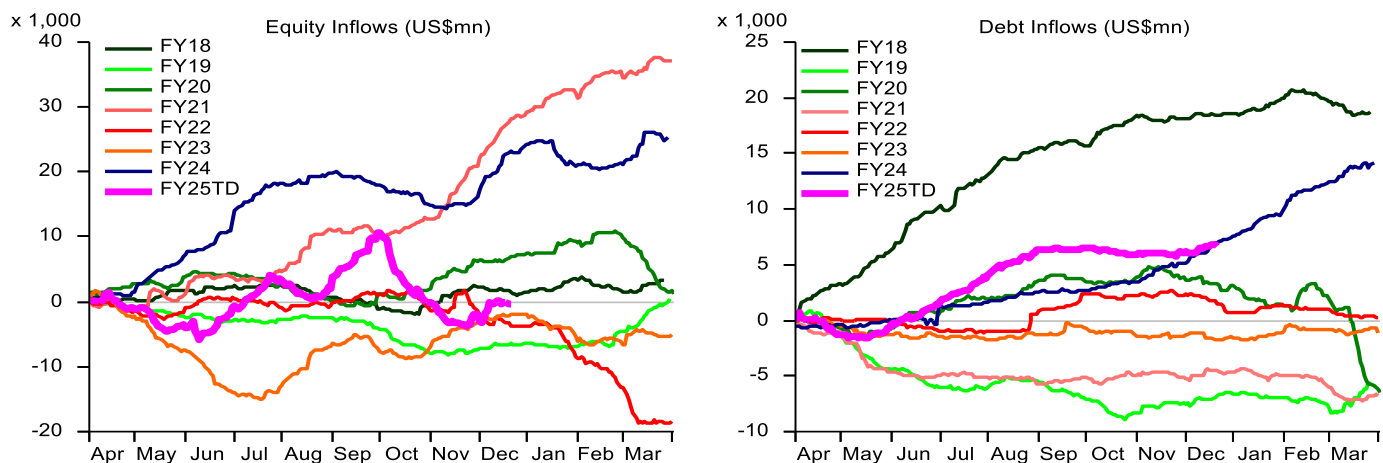 x 1,000
Equity Inflows (US$mn)
40
30
20
10
0
-10
-20
FY18
FY19
FY20
FY21
FY22
FY23
FY24
FY25TD
Apr May Jun Jul Aug Sep Oct Nov Dec Jan Feb Mar
x 1,000
Debt Inflows (US$mn)
25
20
15
10
5
0
-5
-10
FY18
FY19
FY20
FY21
FY22
FY23
FY24
FY25TD
Apr May Jun Jul Aug Sep Oct Nov Dec Jan Feb Mar